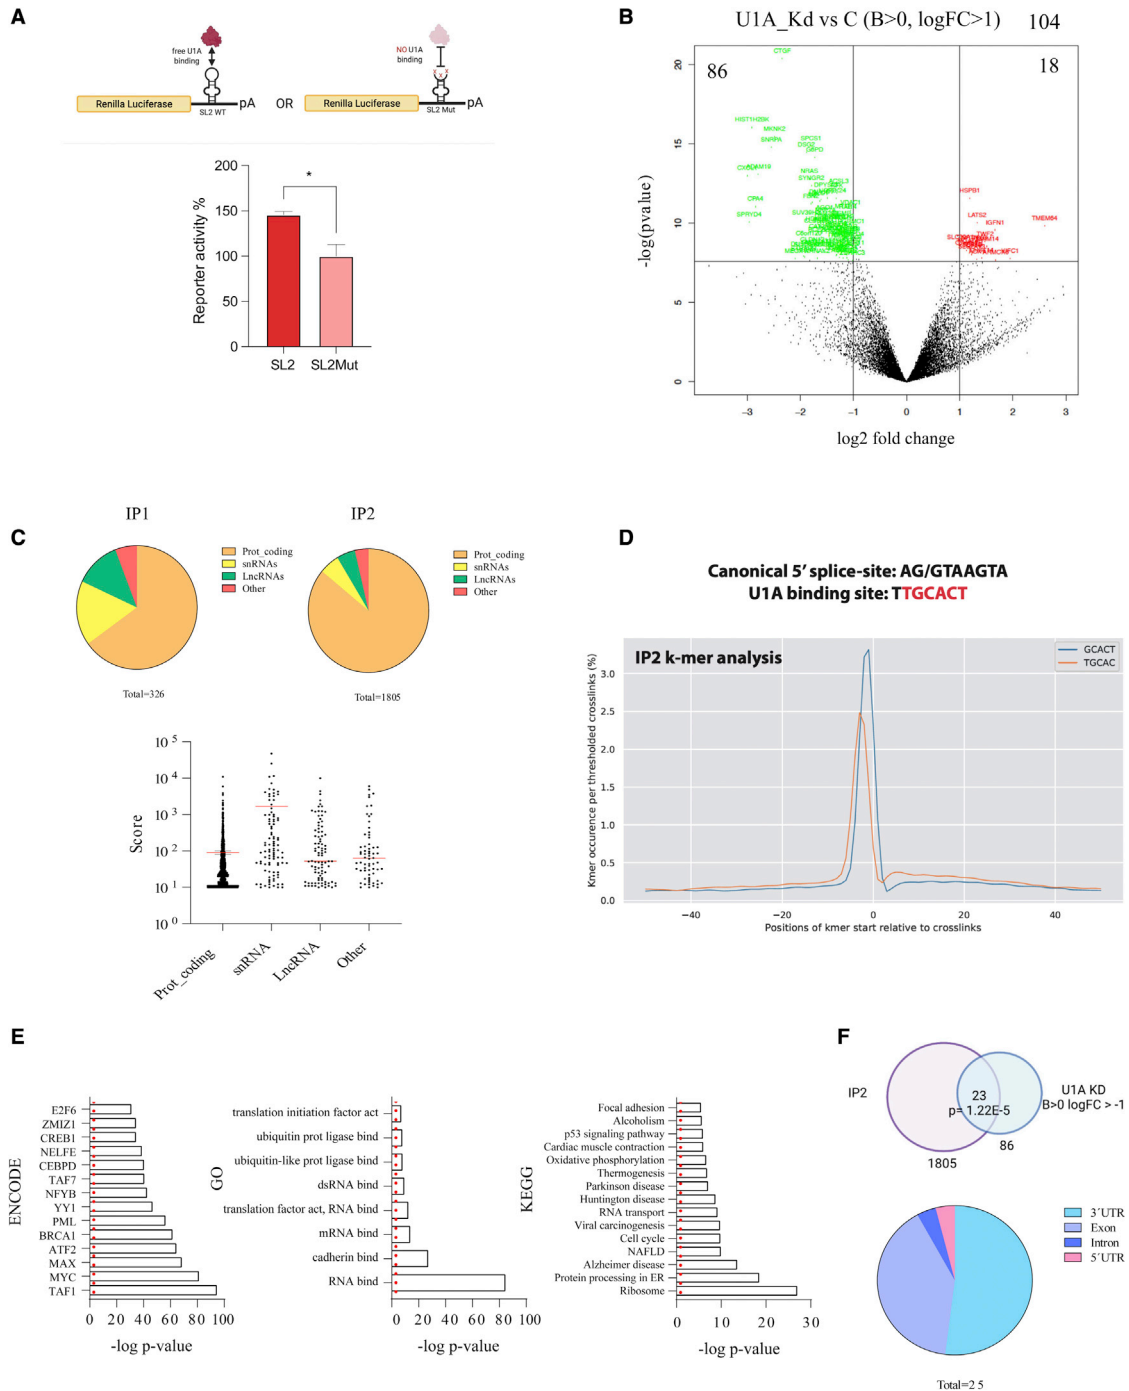 A
free U1A
binding
Renilla Luciferase
SL2 WT
pA
OR
NO U1A
binding
x x x
Renilla Luciferase
SL2 Mut
pA
*
Reporter activity %
200
150
100
50
0
SL2
SL2Mut
B
U1A_Kd vs C (B>0, logFC>1)
104
86
18
CTGF
HIST1H2BK
MKNK2
SNRPA
SPCS1
ADAM10
NRAS
SYNGR2
CPA4
SPRYD4
HSPB1
LATS2
IGFN1
TMEM64
-log(pvalue)
20
15
10
5
0
-3
-2
-1
0
1
2
3
log2 fold change
C
IP1
Prot_coding
snRNAs
LncRNAs
Other
Total=326
IP2
Prot_coding
snRNAs
LncRNAs
Other
Total=1805
Score
10 5
10 4
10 3
10 2
10 1
10 0
Prot_coding
snRNA
LncRNA
Other
D
Canonical 5′ splice-site: AG/GTAAGTA
U1A binding site: TTGCACT
IP2 k-mer analysis
GCACT
TGCAC
Kmer occurence per thresholded crosslinks (%)
3.0
2.5
2.0
1.5
1.0
0.5
0.0
−40
−20
0
20
40
Positions of kmer start relative to crosslinks
E
ENCODE
E2F6
ZMIZ1
CREB1
NELFE
CEBPD
TAF7
NFYB
YY1
PML
BRCA1
ATF2
MAX
MYC
TAF1
0 20 40 60 80 100
-log p-value
GO
translation initiation factor act
ubiquitin prot ligase bind
ubiquitin-like prot ligase bind
dsRNA bind
translation factor act, RNA bind
mRNA bind
cadherin bind
RNA bind
0 20 40 60 80 100
-log p-value
KEGG
Focal adhesion
Alcoholism
p53 signaling pathway
Cardiac muscle contraction
Oxidative phosphorylation
Thermogenesis
Parkinson disease
Huntington disease
RNA transport
Viral carcinogenesis
Cell cycle
NAFLD
Alzheimer disease
Protein processing in ER
Ribosome
0 10 20 30
-log p-value
F
IP2
23
p= 1.22E-5
U1A KD
B>0 logFC > -1
86
1805
3′UTR
Exon
Intron
5′UTR
Total=2 5